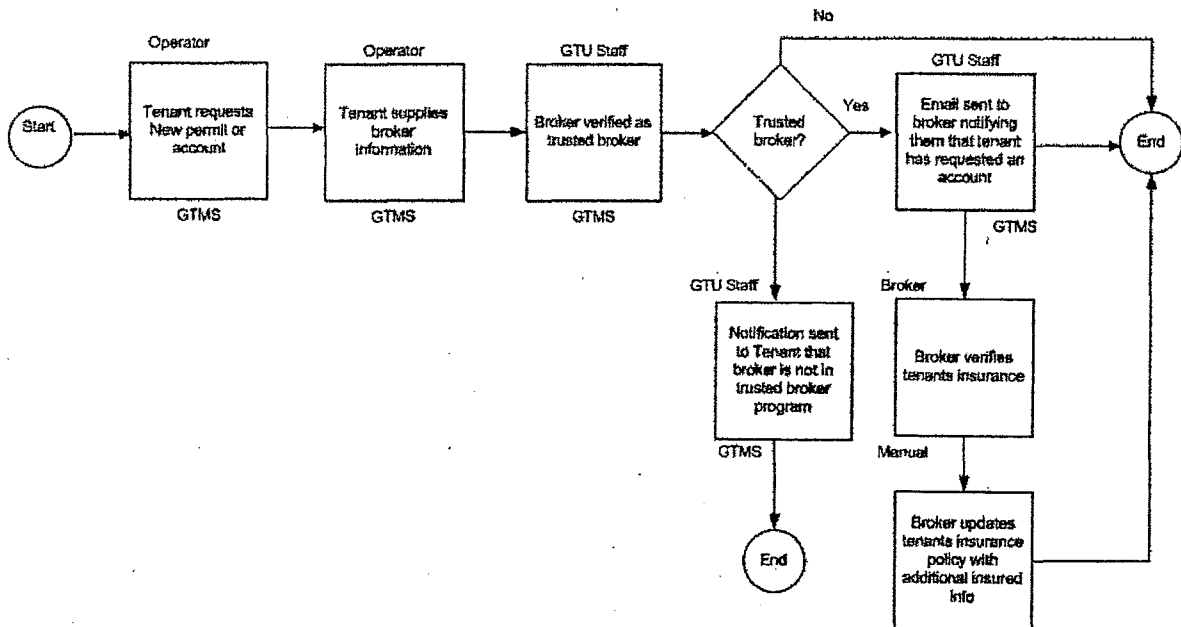 No
Operator
Operator
GTU Staff
GTU Staff
Start
Tenant requests
New permit or
account
Tenant supplies
broker
information
Broker verified as
trusted broker
Trusted
broker?
Yes
Email sent to
broker notifying
them that tenant
has requested an
account
End
GTMS
GTMS
GTMS
GTMS
GTU Staff
Broker
Notification sent
to Tenant that
broker is not in
trusted broker
program
Broker verifies
tenants insurance
GTMS
Manual
End
Broker updates
tenants insurance
policy with
additional insured
info